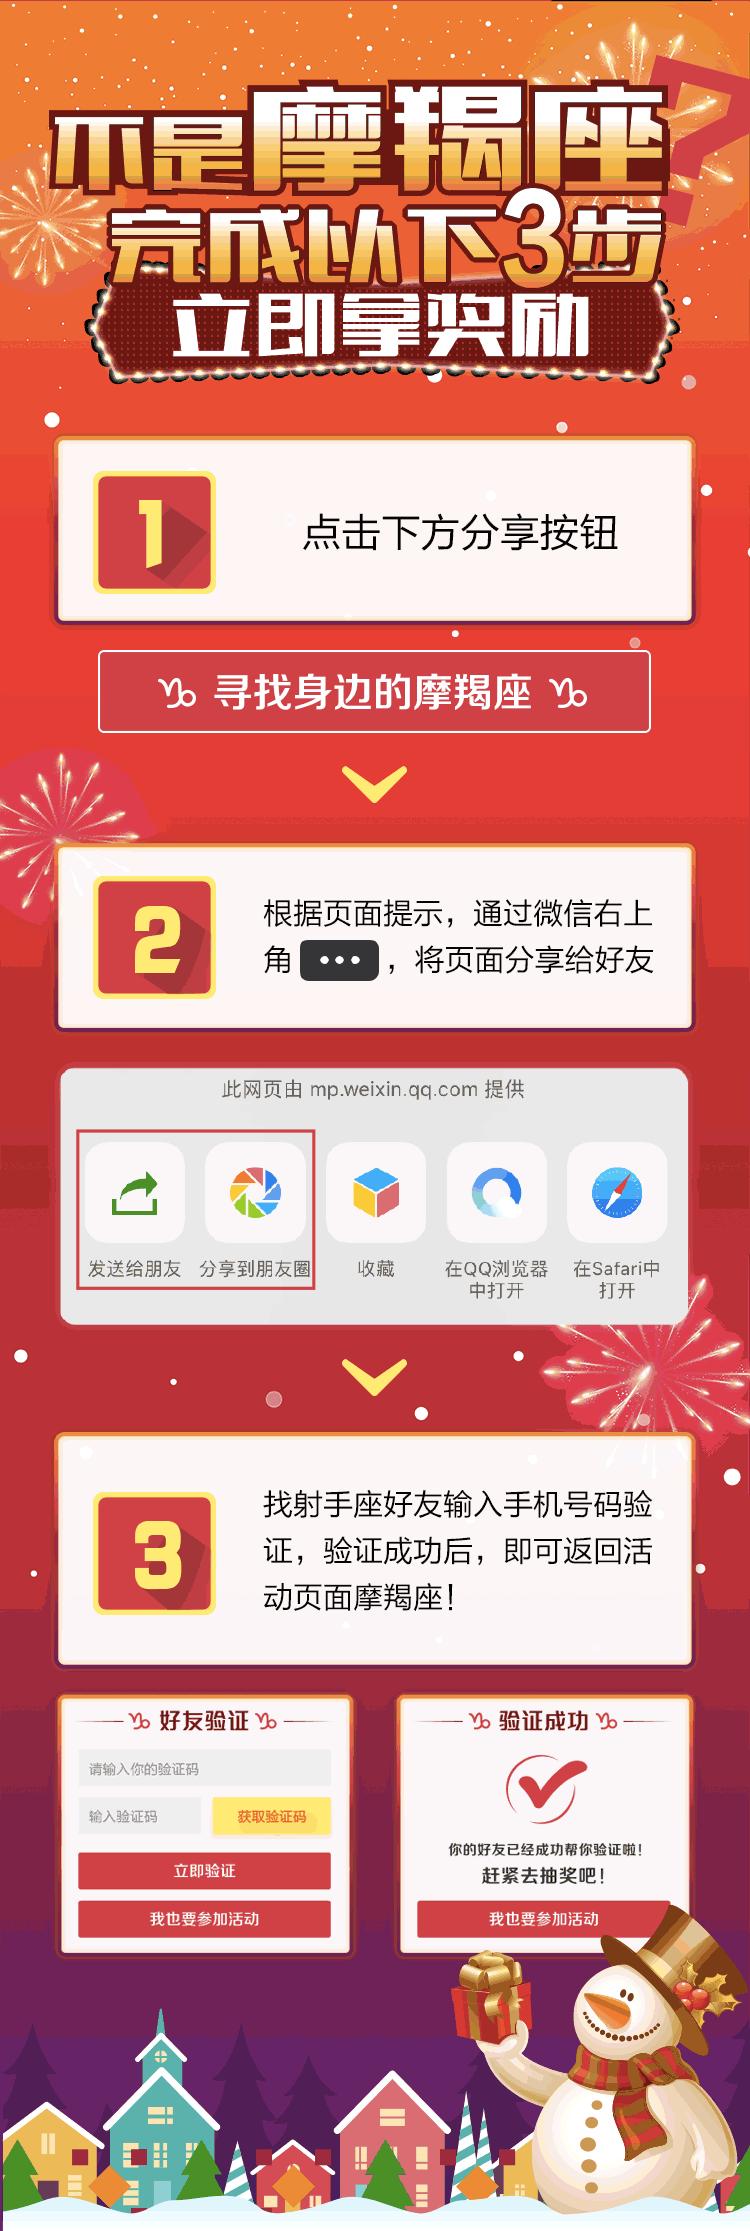 不是摩羯座?
完成以下3步
立即拿奖励
1
点击下方分享按钮
♑ 寻找身边的摩羯座 ♑
2
根据页面提示，通过微信右上
角 ••• ，将页面分享给好友
此网页由 mp.weixin.qq.com 提供
发送给朋友 分享到朋友圈 收藏 在QQ浏览器 在Safari中
中打开 打开
3
找射手座好友输入手机号码验
证，验证成功后，即可返回活
动页面摩羯座！
♑ 好友验证 ♑
请输入你的验证码
输入验证码 获取验证码
立即验证
我也要参加活动
♑ 验证成功 ♑
你的好友已经成功帮你验证啦！
赶紧去抽奖吧！
我也要参加活动